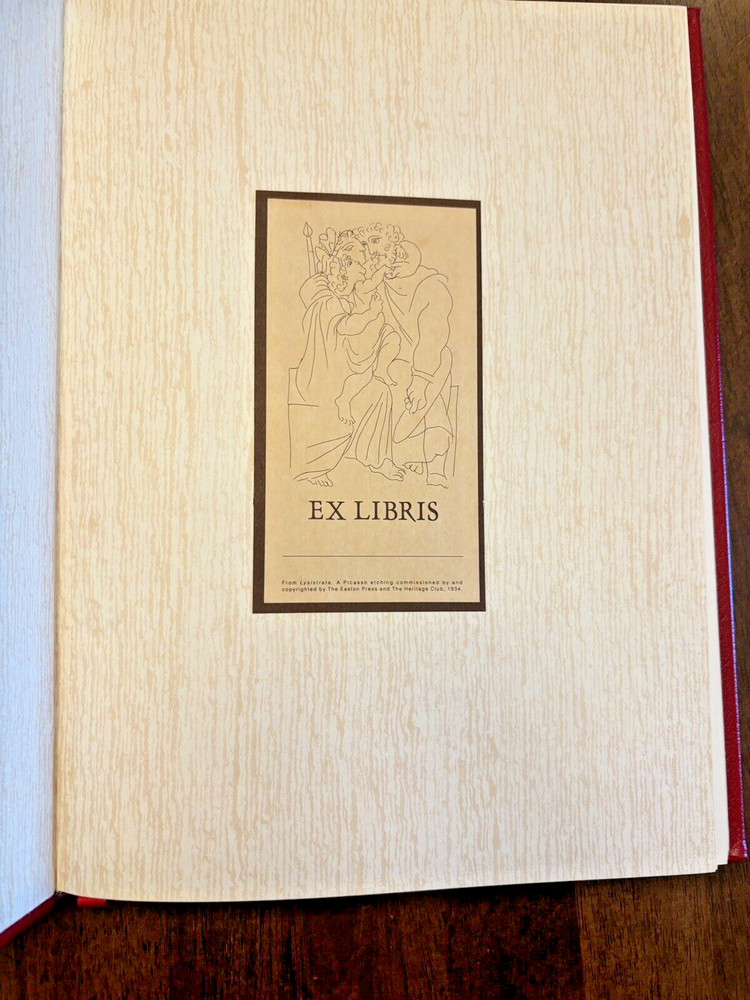 EX LIBRIS
From Lysistrata. A Picasso etching commissioned by and
copyrighted by The Easton Press and The Heritage Club, 1934.